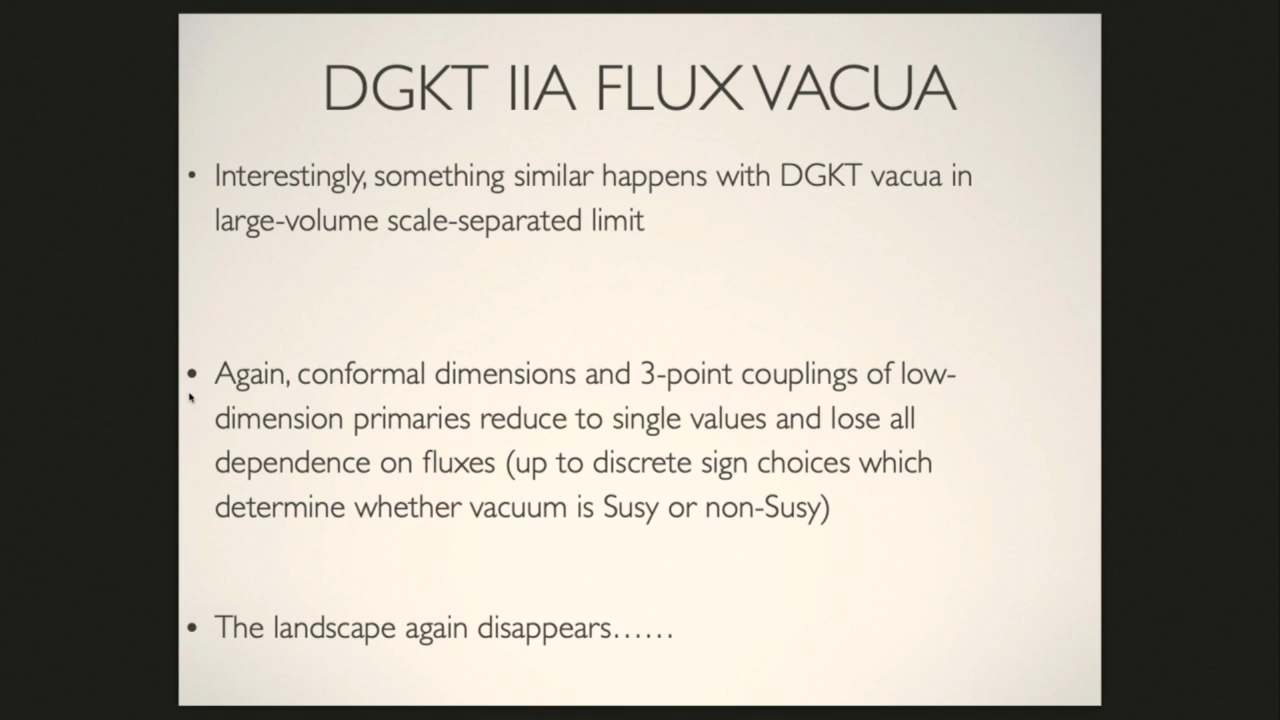 DGKT IIA FLUX VACUA
• Interestingly, something similar happens with DGKT vacua in
large-volume scale-separated limit
• Again, conformal dimensions and 3-point couplings of low-
dimension primaries reduce to single values and lose all
dependence on fluxes (up to discrete sign choices which
determine whether vacuum is Susy or non-Susy)
• The landscape again disappears......